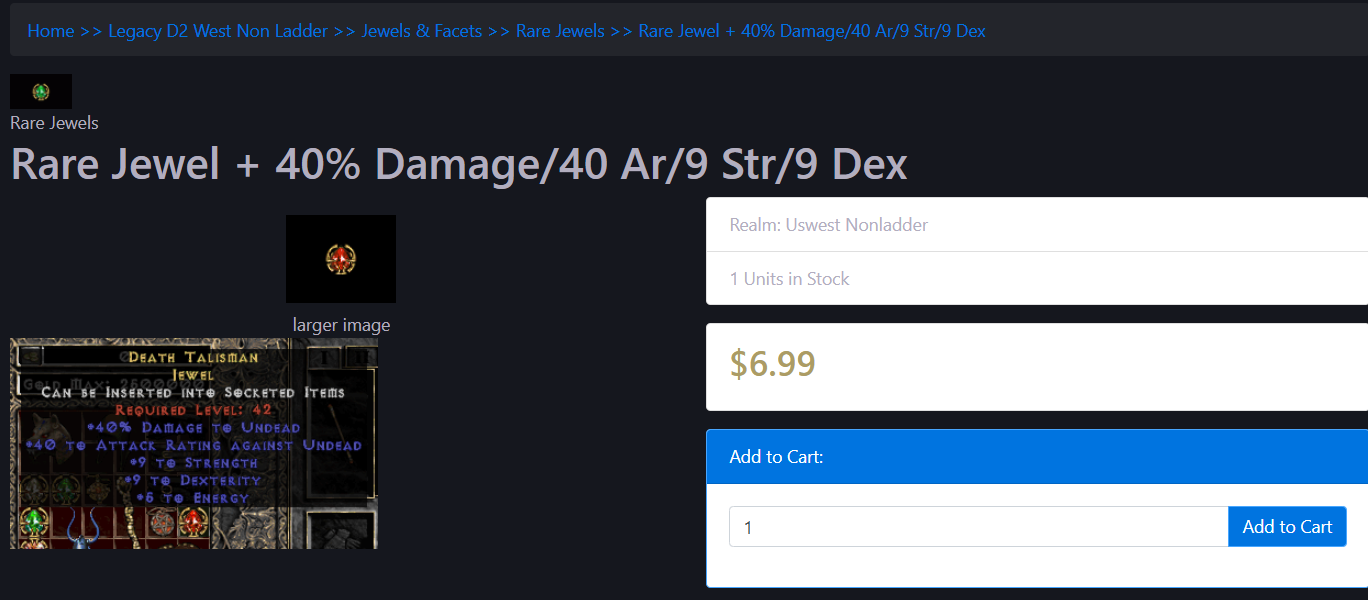 Home >> Legacy D2 West Non Ladder >> Jewels & Facets >> Rare Jewels >> Rare Jewel + 40% Damage/40 Ar/9 Str/9 Dex
Rare Jewels
Rare Jewel + 40% Damage/40 Ar/9 Str/9 Dex
larger image
Death Talisman
Jewel
Gold Max:
Can be Inserted into Socketed Items
Required Level: 42
+40% Damage to Undead
+40 to Attack Rating against Undead
+9 to Strength
+9 to Dexterity
+5 to Energy
Realm: Uswest Nonladder
1 Units in Stock
$6.99
Add to Cart:
1
Add to Cart